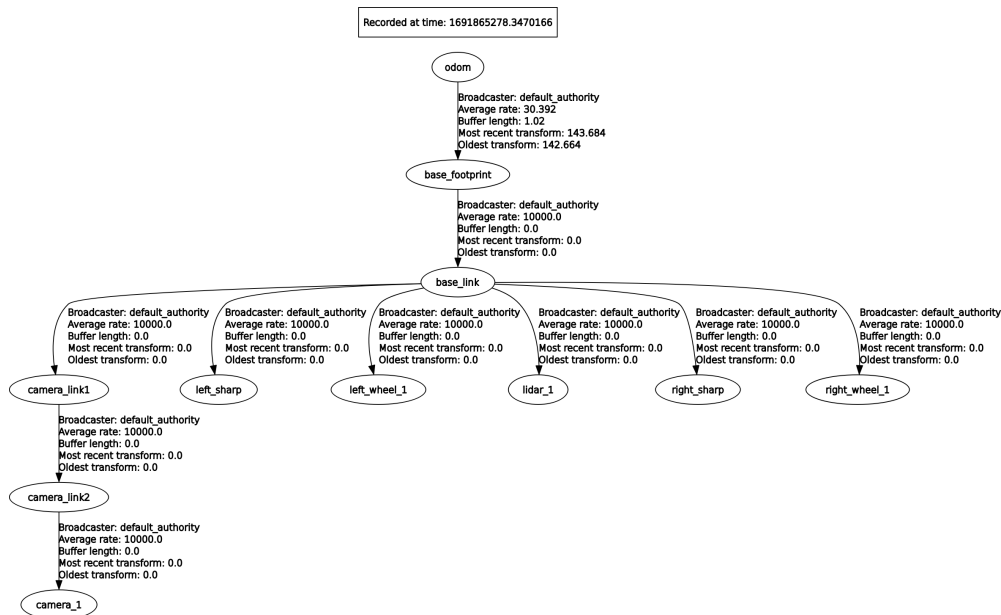 Recorded at time: 1691865278.3470166
odom
Broadcaster: default_authority
Average rate: 30.392
Buffer length: 1.02
Most recent transform: 143.684
Oldest transform: 142.664
base_footprint
Broadcaster: default_authority
Average rate: 10000.0
Buffer length: 0.0
Most recent transform: 0.0
Oldest transform: 0.0
base_link
Broadcaster: default_authority
Average rate: 10000.0
Buffer length: 0.0
Most recent transform: 0.0
Oldest transform: 0.0
camera_link1
Broadcaster: default_authority
Average rate: 10000.0
Buffer length: 0.0
Most recent transform: 0.0
Oldest transform: 0.0
left_sharp
Broadcaster: default_authority
Average rate: 10000.0
Buffer length: 0.0
Most recent transform: 0.0
Oldest transform: 0.0
left_wheel_1
Broadcaster: default_authority
Average rate: 10000.0
Buffer length: 0.0
Most recent transform: 0.0
Oldest transform: 0.0
lidar_1
Broadcaster: default_authority
Average rate: 10000.0
Buffer length: 0.0
Most recent transform: 0.0
Oldest transform: 0.0
right_sharp
Broadcaster: default_authority
Average rate: 10000.0
Buffer length: 0.0
Most recent transform: 0.0
Oldest transform: 0.0
right_wheel_1
Broadcaster: default_authority
Average rate: 10000.0
Buffer length: 0.0
Most recent transform: 0.0
Oldest transform: 0.0
camera_link2
Broadcaster: default_authority
Average rate: 10000.0
Buffer length: 0.0
Most recent transform: 0.0
Oldest transform: 0.0
camera_1